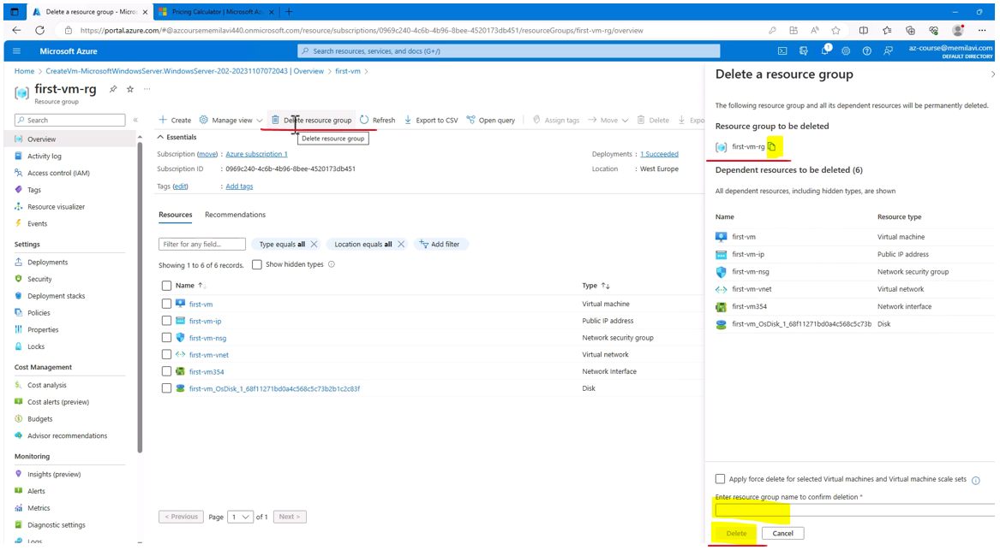 Delete a resource group - Micros
Pricing Calculator | Microsoft Az
https://portal.azure.com/#@azcoursememilavi440.onmicrosoft.com/resource/subscriptions/0969c240-4c6b-4b96-8bee-4520173db451/resourceGroups/first-vm-rg/overview
Microsoft Azure
Search resources, services, and docs (G+/)
1
az-course@memilavi.com
DEFAULT DIRECTORY
Home > CreateVm-MicrosoftWindowsServer.WindowsServer-202-20231107072043 | Overview > first-vm >
first-vm-rg
Resource group
Search
Overview
Activity log
Access control (IAM)
Tags
Resource visualizer
Events
Settings
Deployments
Security
Deployment stacks
Policies
Properties
Locks
Cost Management
Cost analysis
Cost alerts (preview)
Budgets
Advisor recommendations
Monitoring
Insights (preview)
Alerts
Metrics
Diagnostic settings
Logs
Create Manage view Delete resource group Refresh Export to CSV Open query Assign tags Move Delete Expo
Delete resource group
Essentials
Subscription (move) : Azure subscription 1
Deployments : 1 Succeeded
Subscription ID : 0969c240-4c6b-4b96-8bee-4520173db451
Location : West Europe
Tags (edit) : Add tags
Resources Recommendations
Filter for any field... Type equals all Location equals all Add filter
Showing 1 to 6 of 6 records. Show hidden types
Name Type
first-vm Virtual machine
first-vm-ip Public IP address
first-vm-nsg Network security group
first-vm-vnet Virtual network
first-vm354 Network Interface
first-vm_OsDisk_1_68f11271bd0a4c568c5c73b2b1c2c83f Disk
< Previous Page 1 of 1 Next >
Delete a resource group
The following resource group and all its dependent resources will be permanently deleted.
Resource group to be deleted
first-vm-rg
Dependent resources to be deleted (6)
All dependent resources, including hidden types, are shown
Name Resource type
first-vm Virtual machine
first-vm-ip Public IP address
first-vm-nsg Network security group
first-vm-vnet Virtual network
first-vm354 Network interface
first-vm_OsDisk_1_68f11271bd0a4c568c5c73b Disk
Apply force delete for selected Virtual machines and Virtual machine scale sets
Enter resource group name to confirm deletion *
Delete Cancel